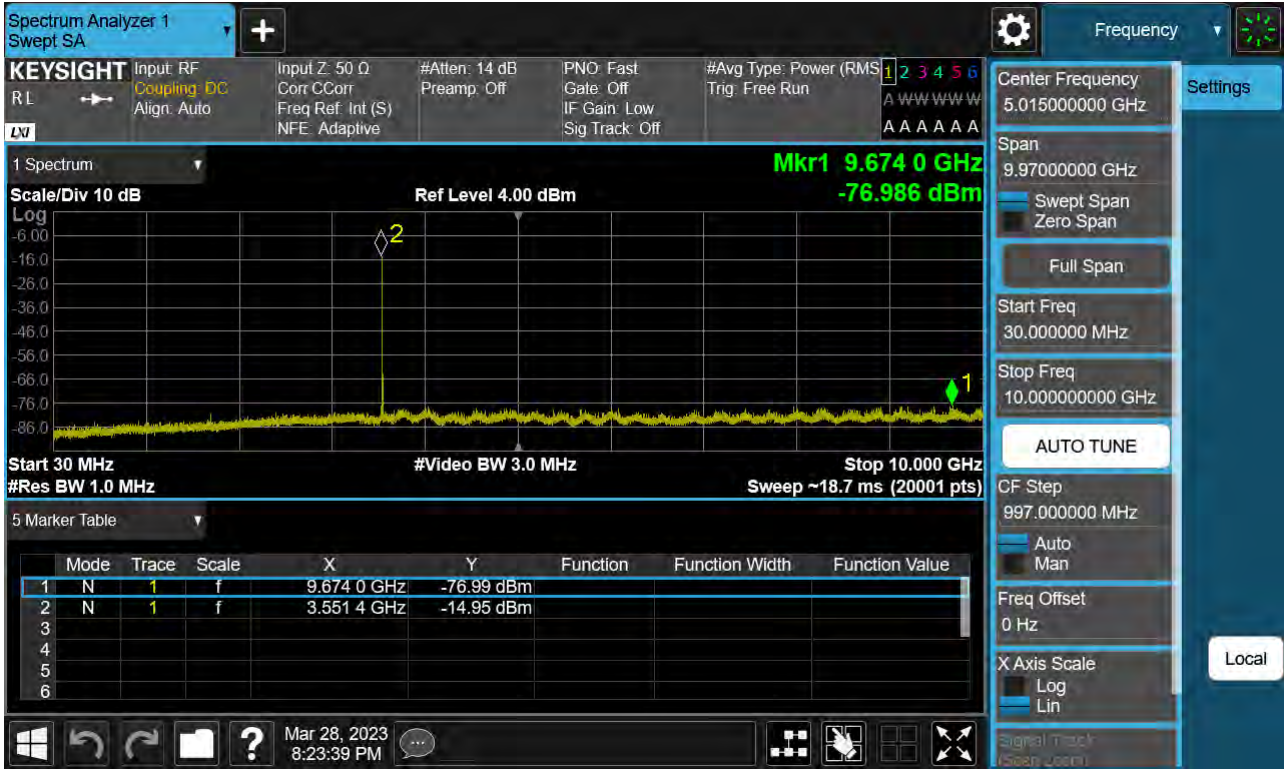 Spectrum Analyzer 1
Swept SA
+
Frequency
KEYSIGHT
RL
LXI
Input: RF
Coupling: DC
Align: Auto
Input Z: 50 Ω
Corr CCorr
Freq Ref: Int (S)
NFE: Adaptive
#Atten: 14 dB
Preamp: Off
PNO: Fast
Gate: Off
IF Gain: Low
Sig Track: Off
#Avg Type: Power (RMS
Trig: Free Run
1 2 3 4 5 6
A W W W W W
A A A A A A
1 Spectrum
Scale/Div 10 dB
Ref Level 4.00 dBm
Mkr1 9.674 0 GHz
-76.986 dBm
Log
-6.00
-16.0
-26.0
-36.0
-46.0
-56.0
-66.0
-76.0
-86.0
2
1
Start 30 MHz
#Video BW 3.0 MHz
Stop 10.000 GHz
#Res BW 1.0 MHz
Sweep ~18.7 ms (20001 pts)
5 Marker Table
Mode Trace Scale X Y Function Function Width Function Value
1 N 1 f 9.674 0 GHz -76.99 dBm
2 N 1 f 3.551 4 GHz -14.95 dBm
3
4
5
6
?
Mar 28, 2023
8:23:39 PM
Center Frequency
5.015000000 GHz
Span
9.97000000 GHz
Swept Span
Zero Span
Full Span
Start Freq
30.000000 MHz
Stop Freq
10.000000000 GHz
AUTO TUNE
CF Step
997.000000 MHz
Auto
Man
Freq Offset
0 Hz
X Axis Scale
Log
Lin
Signal Track
(Span Zoom)
Settings
Local